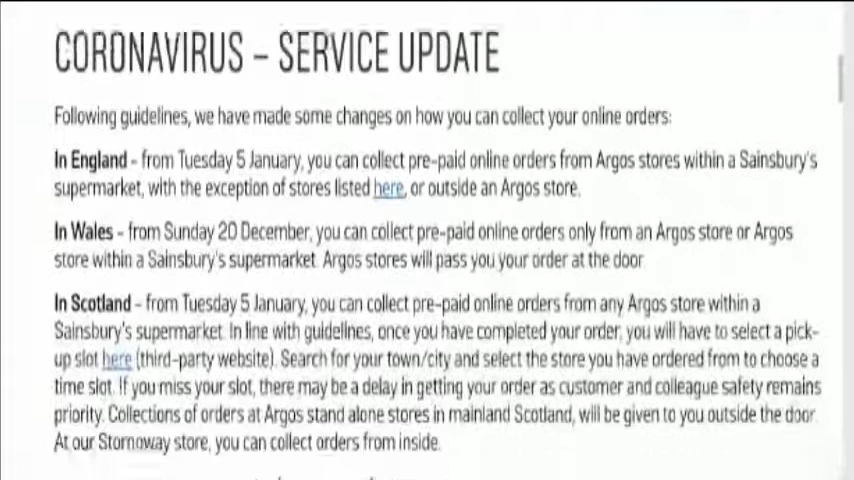 CORONAVIRUS – SERVICE UPDATE
Following guidelines, we have made some changes on how you can collect your online orders:
In England - from Tuesday 5 January, you can collect pre-paid online orders from Argos stores within a Sainsbury's
supermarket, with the exception of stores listed here, or outside an Argos store.
In Wales - from Sunday 20 December, you can collect pre-paid online orders only from an Argos store or Argos
store within a Sainsbury's supermarket. Argos stores will pass you your order at the door.
In Scotland - from Tuesday 5 January, you can collect pre-paid online orders from any Argos store within a
Sainsbury's supermarket. In line with guidelines, once you have completed your order, you will have to select a pick-
up slot here (third-party website). Search for your town/city and select the store you have ordered from to choose a
time slot. If you miss your slot, there may be a delay in getting your order as customer and colleague safety remains
priority. Collections of orders at Argos stand alone stores in mainland Scotland, will be given to you outside the door.
At our Stornoway store, you can collect orders from inside.